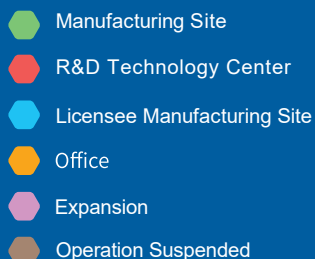 Manufacturing Site
R&D Technology Center
Licensee Manufacturing Site
Office
Expansion
Operation Suspended